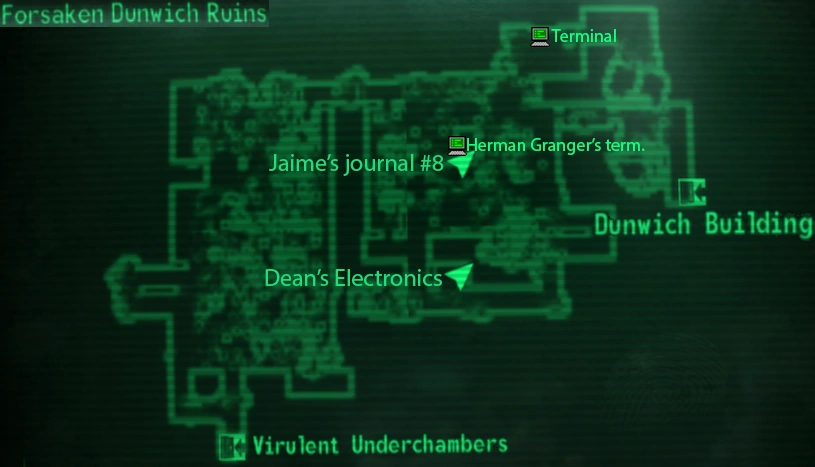 Forsaken Dunwich Ruins
Terminal
Herman Granger's term.
Jaime's journal #8
Dunwich Building
Dean's Electronics
Virulent Underchambers